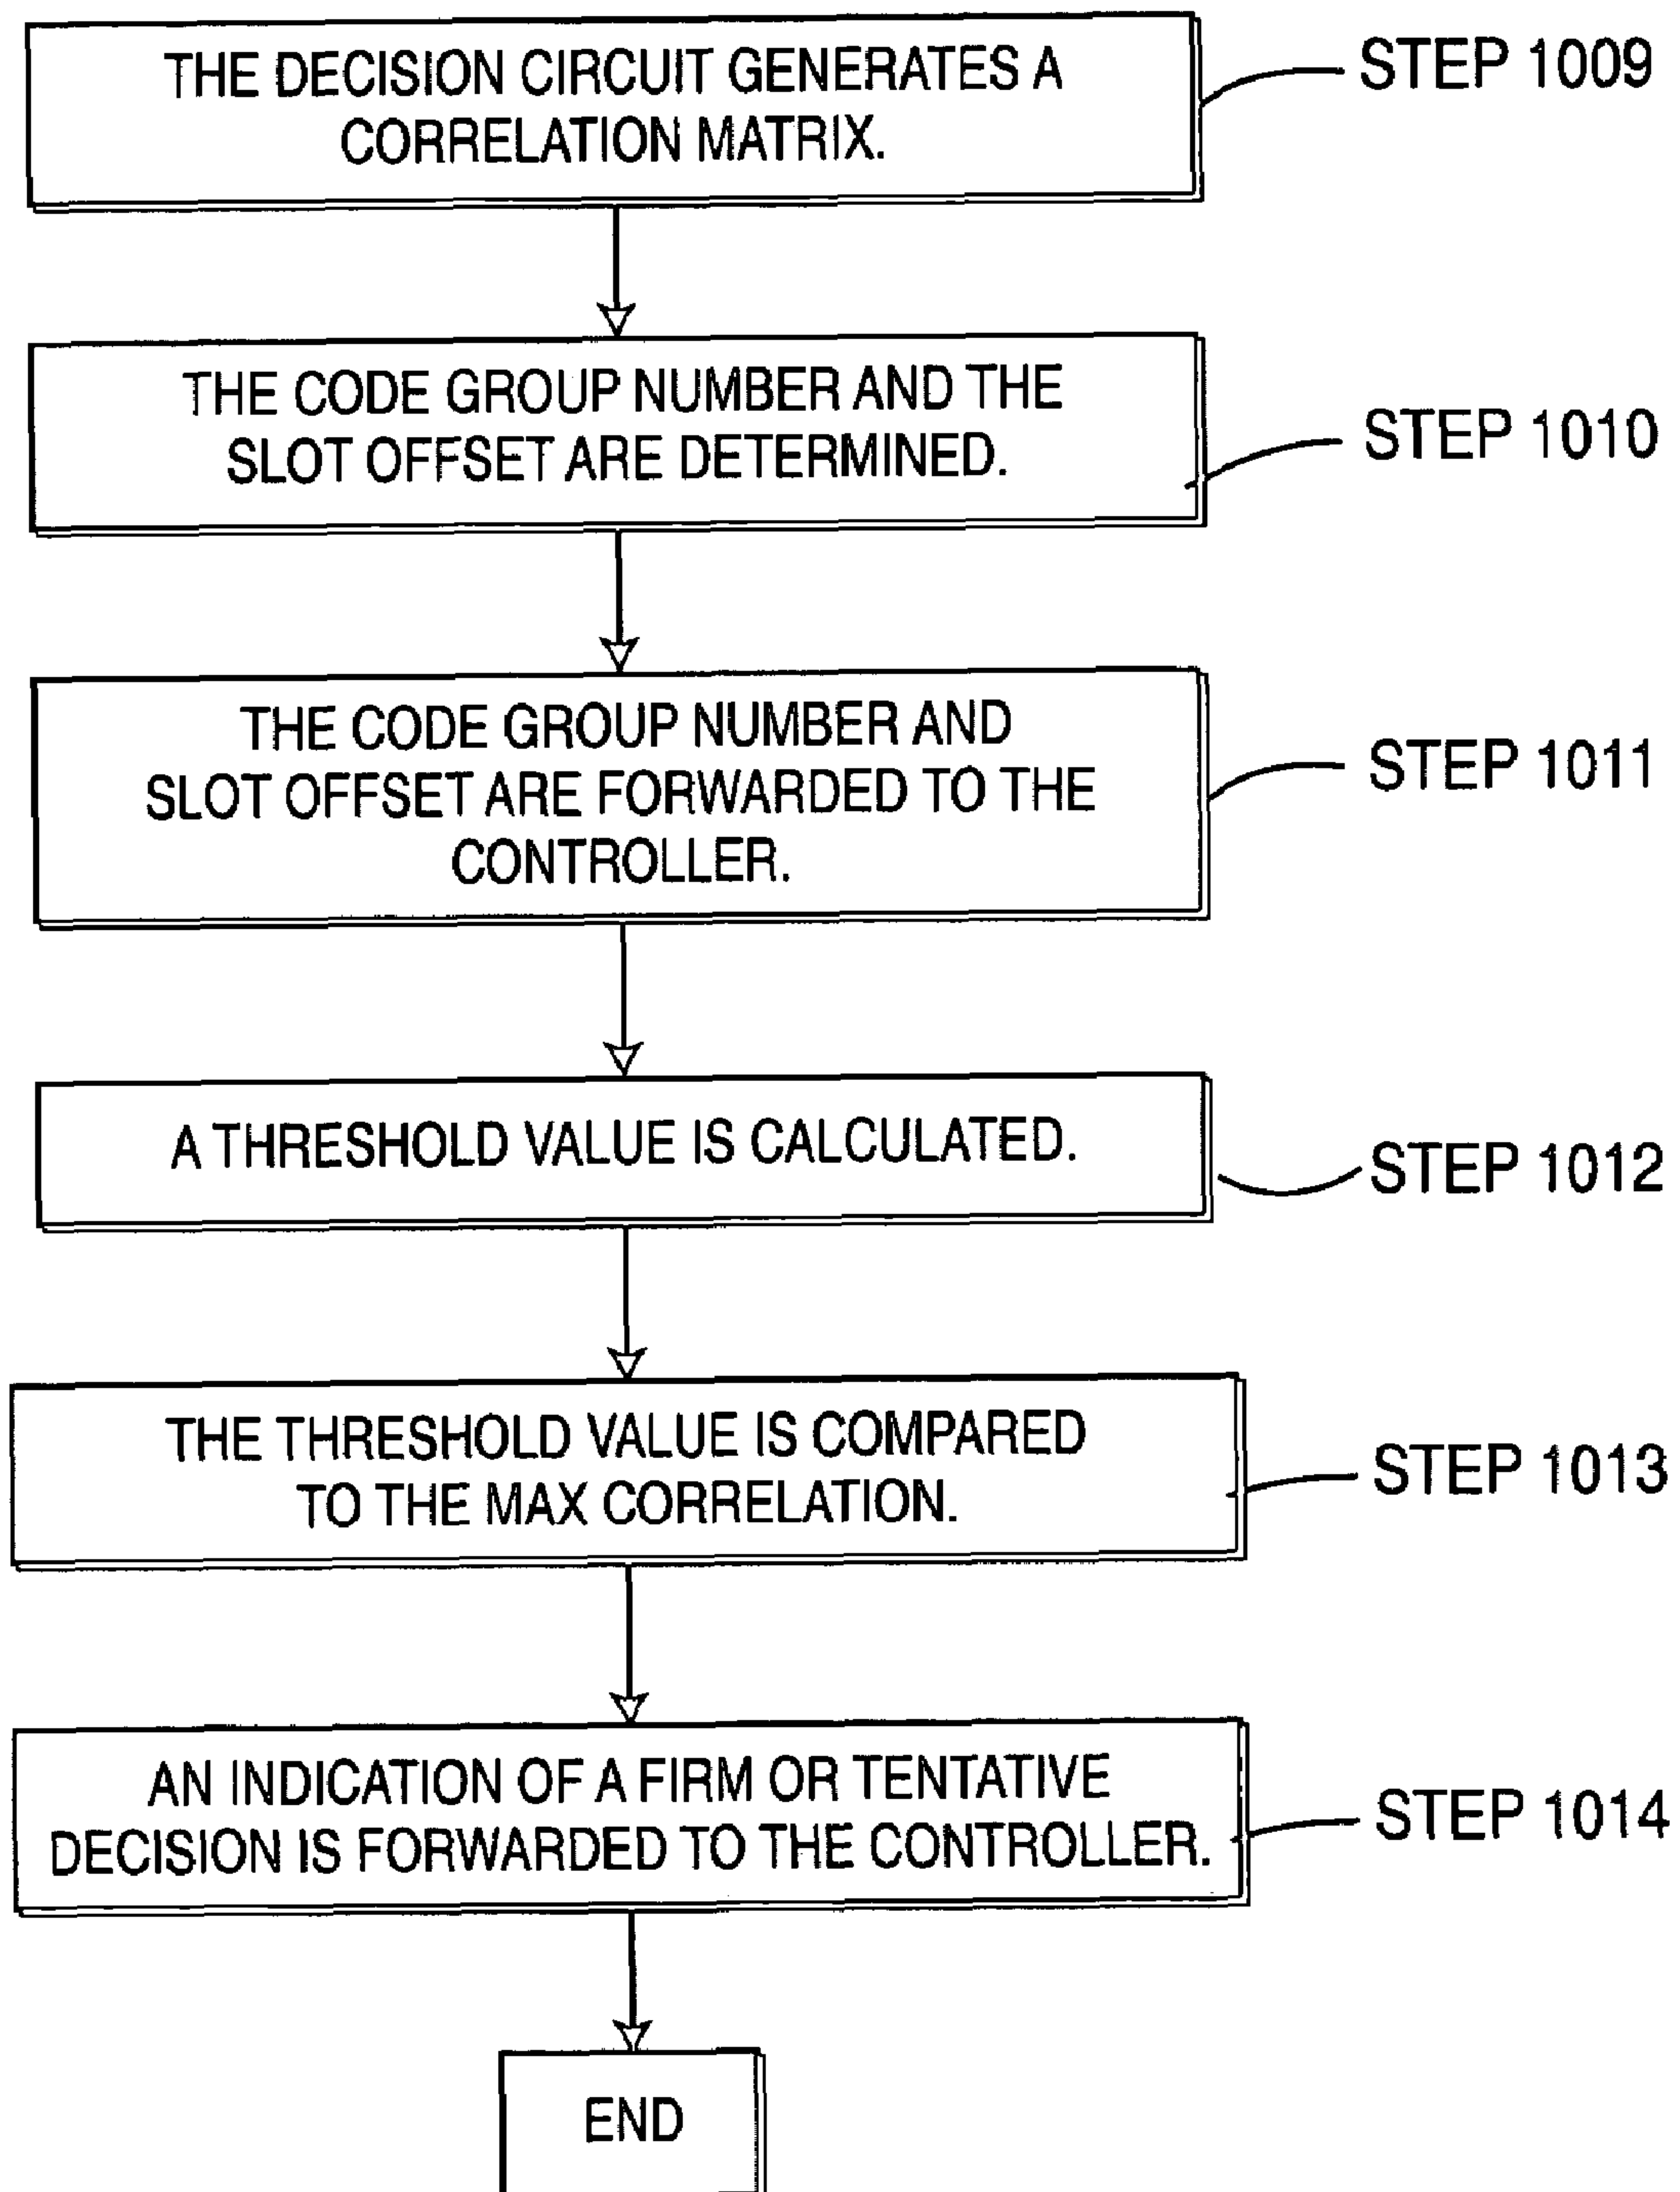 THE DECISION CIRCUIT GENERATES A
CORRELATION MATRIX.
STEP 1009
THE CODE GROUP NUMBER AND THE
SLOT OFFSET ARE DETERMINED.
STEP 1010
THE CODE GROUP NUMBER AND
SLOT OFFSET ARE FORWARDED TO THE
CONTROLLER.
STEP 1011
A THRESHOLD VALUE IS CALCULATED.
STEP 1012
THE THRESHOLD VALUE IS COMPARED
TO THE MAX CORRELATION.
STEP 1013
AN INDICATION OF A FIRM OR TENTATIVE
DECISION IS FORWARDED TO THE CONTROLLER.
STEP 1014
END